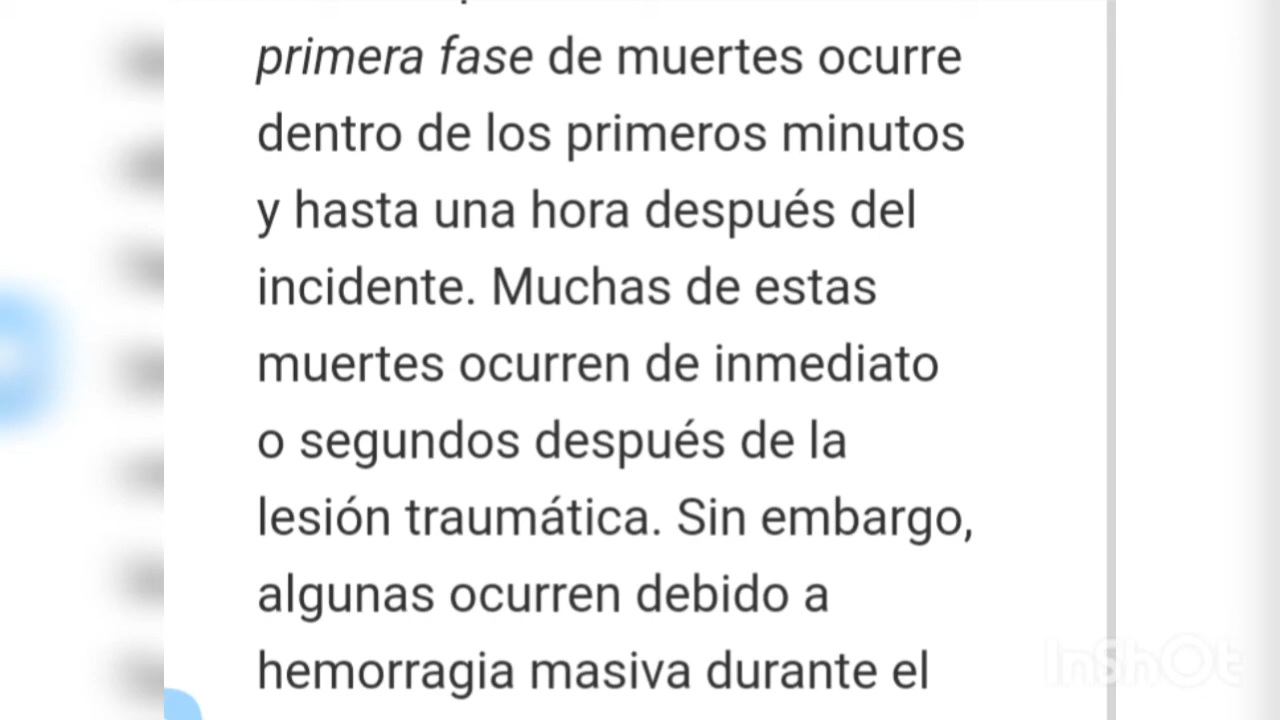 primera fase de muertes ocurre
dentro de los primeros minutos
y hasta una hora después del
incidente. Muchas de estas
muertes ocurren de inmediato
o segundos después de la
lesión traumática. Sin embargo,
algunas ocurren debido a
hemorragia masiva durante el
InShOt